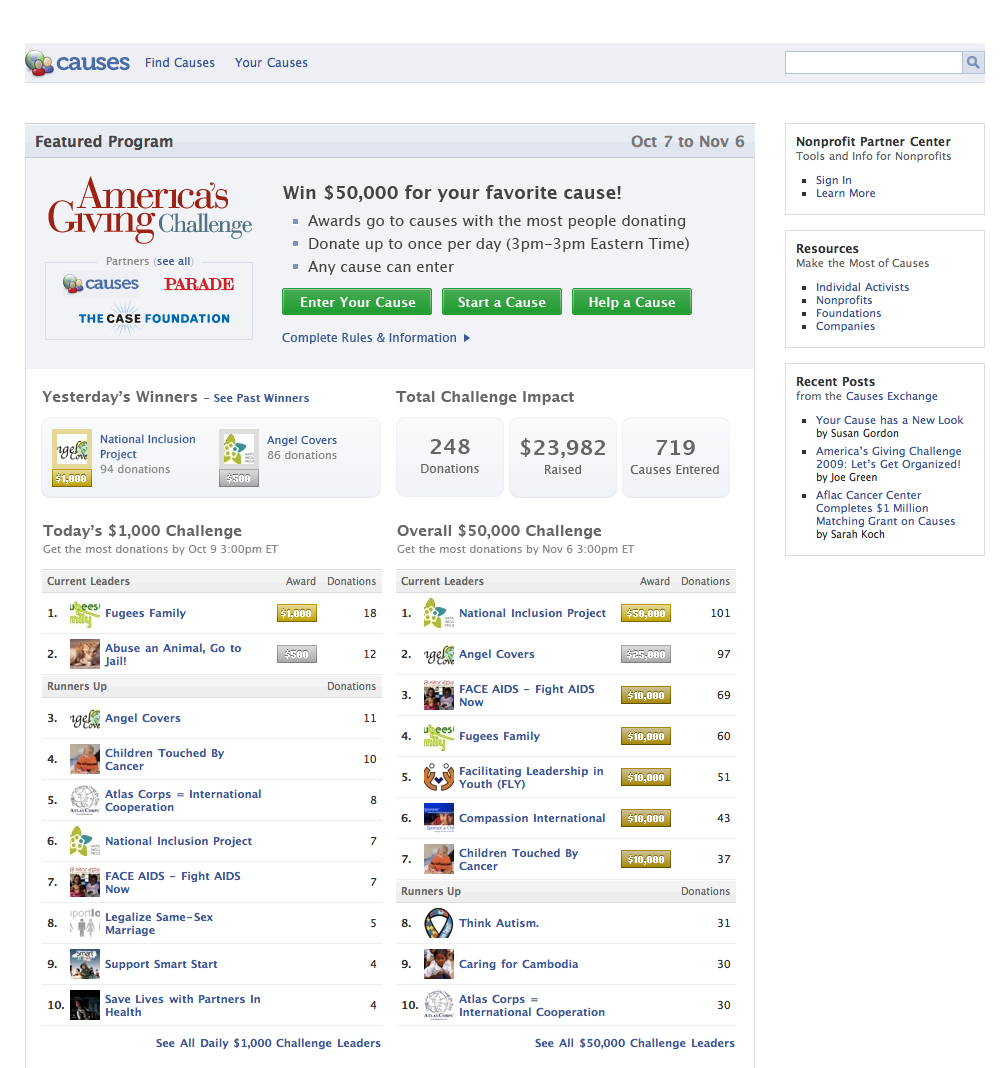 causes Find Causes Your Causes
Featured Program Oct 7 to Nov 6
America's
Giving Challenge
Partners (see all)
causes PARADE
THE CASE FOUNDATION
Win $50,000 for your favorite cause!
Awards go to causes with the most people donating
Donate up to once per day (3pm-3pm Eastern Time)
Any cause can enter
Enter Your Cause Start a Cause Help a Cause
Complete Rules & Information
Yesterday's Winners - See Past Winners
National Inclusion
Project
94 donations
$1,000
Angel Covers
86 donations
$500
Total Challenge Impact
248
Donations
$23,982
Raised
719
Causes Entered
Today's $1,000 Challenge
Get the most donations by Oct 9 3:00pm ET
Current Leaders Award Donations
1. Fugees Family $1,000 18
2. Abuse an Animal, Go to
Jail! $500 12
Runners Up Donations
3. Angel Covers 11
4. Children Touched By
Cancer 10
5. Atlas Corps = International
Cooperation 8
6. National Inclusion Project 7
7. FACE AIDS - Fight AIDS
Now 7
8. Legalize Same-Sex
Marriage 5
9. Support Smart Start 4
10. Save Lives with Partners In
Health 4
See All Daily $1,000 Challenge Leaders
Overall $50,000 Challenge
Get the most donations by Nov 6 3:00pm ET
Current Leaders Award Donations
1. National Inclusion Project $50,000 101
2. Angel Covers $25,000 97
3. FACE AIDS - Fight AIDS
Now $10,000 69
4. Fugees Family $10,000 60
5. Facilitating Leadership in
Youth (FLY) $10,000 51
6. Compassion International $10,000 43
7. Children Touched By
Cancer $10,000 37
Runners Up Donations
8. Think Autism. 31
9. Caring for Cambodia 30
10. Atlas Corps =
International Cooperation 30
See All $50,000 Challenge Leaders
Nonprofit Partner Center
Tools and Info for Nonprofits
Sign In
Learn More
Resources
Make the Most of Causes
Individal Activists
Nonprofits
Foundations
Companies
Recent Posts
from the Causes Exchange
Your Cause has a New Look
by Susan Gordon
America's Giving Challenge
2009: Let's Get Organized!
by Joe Green
Aflac Cancer Center
Completes $1 Million
Matching Grant on Causes
by Sarah Koch